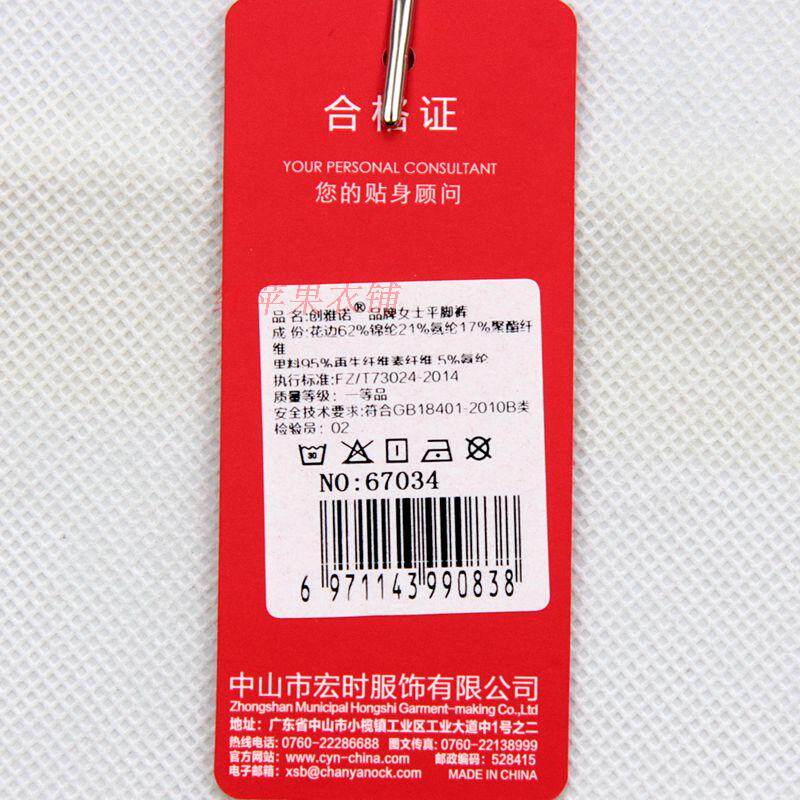 合格证
YOUR PERSONAL CONSULTANT
您的贴身顾问
苹果衣铺
品 名:创雅诺® 品牌女士平脚裤
成 份:花边62%锦纶21%氨纶17%聚酯纤
维
里料95%再生纤维素纤维 5%氨纶
执行标准:FZ/T73024-2014
质量等级: 一等品
安全技术要求:符合GB18401-2010B类
检验员: 02
30
NO:67034
6 971143 990838
中山市宏时服饰有限公司
Zhongshan Municipal Hongshi Garment-making Co.,Ltd
地址: 广东省中山市小榄镇工业区工业大道中1号之二
热线电话: 0760-22286688 图文传真: 0760-22138999
官方网站: www.cyn-china.com 邮政编码: 528415
电子邮箱: xsb@chanyanock.com MADE IN CHINA